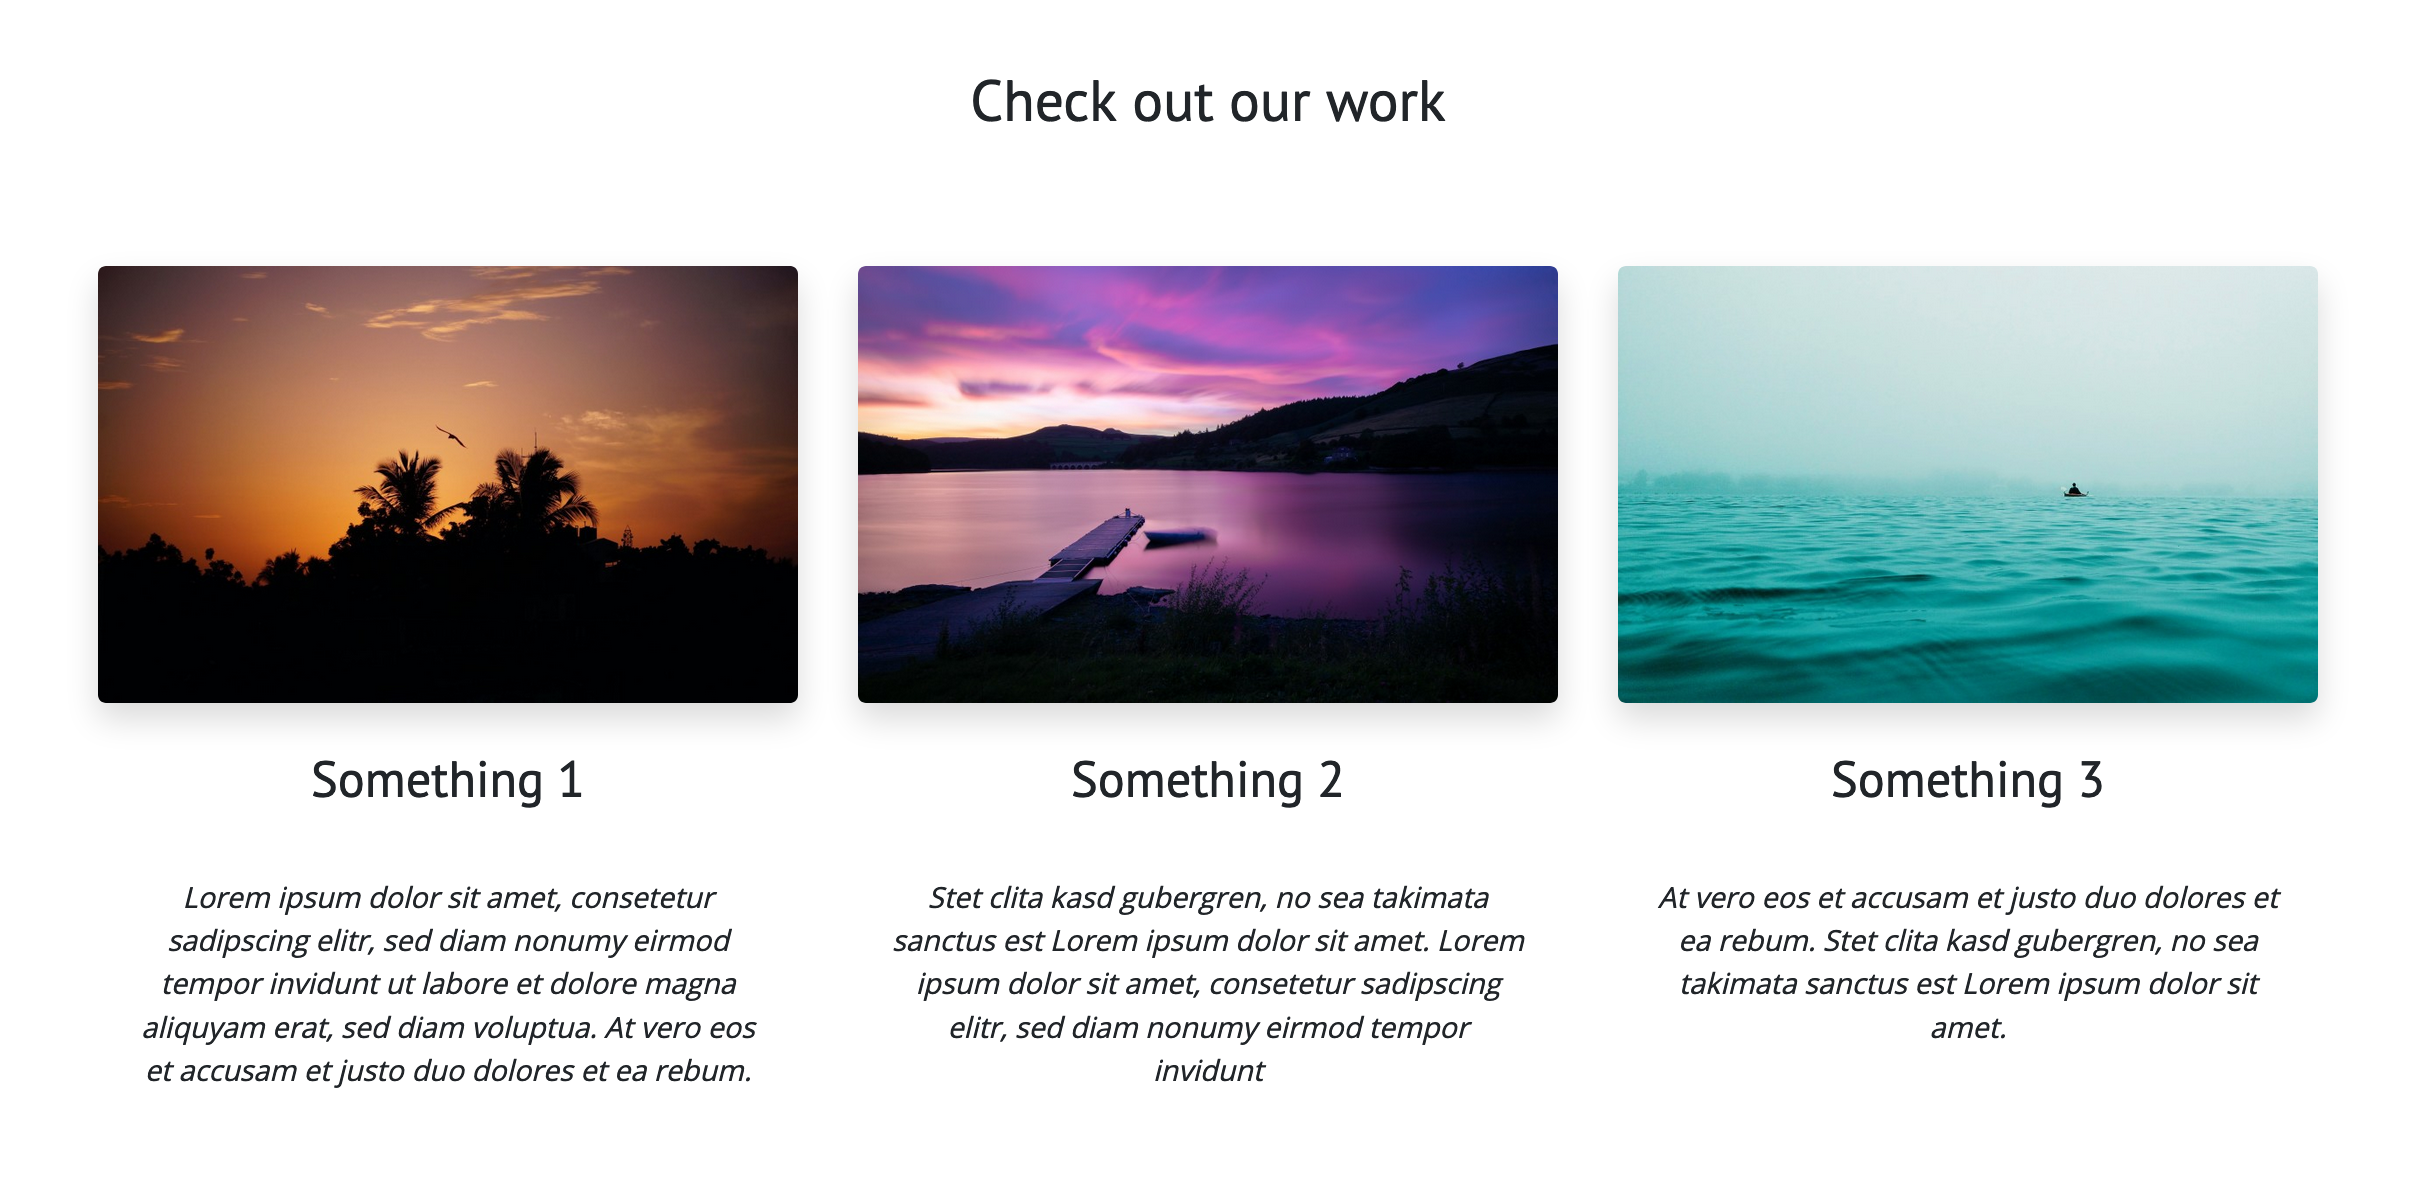 Check out our work
Something 1
Lorem ipsum dolor sit amet, consetetur
sadipscing elitr, sed diam nonumy eirmod
tempor invidunt ut labore et dolore magna
aliquyam erat, sed diam voluptua. At vero eos
et accusam et justo duo dolores et ea rebum.
Something 2
Stet clita kasd gubergren, no sea takimata
sanctus est Lorem ipsum dolor sit amet. Lorem
ipsum dolor sit amet, consetetur sadipscing
elitr, sed diam nonumy eirmod tempor
invidunt
Something 3
At vero eos et accusam et justo duo dolores et
ea rebum. Stet clita kasd gubergren, no sea
takimata sanctus est Lorem ipsum dolor sit
amet.